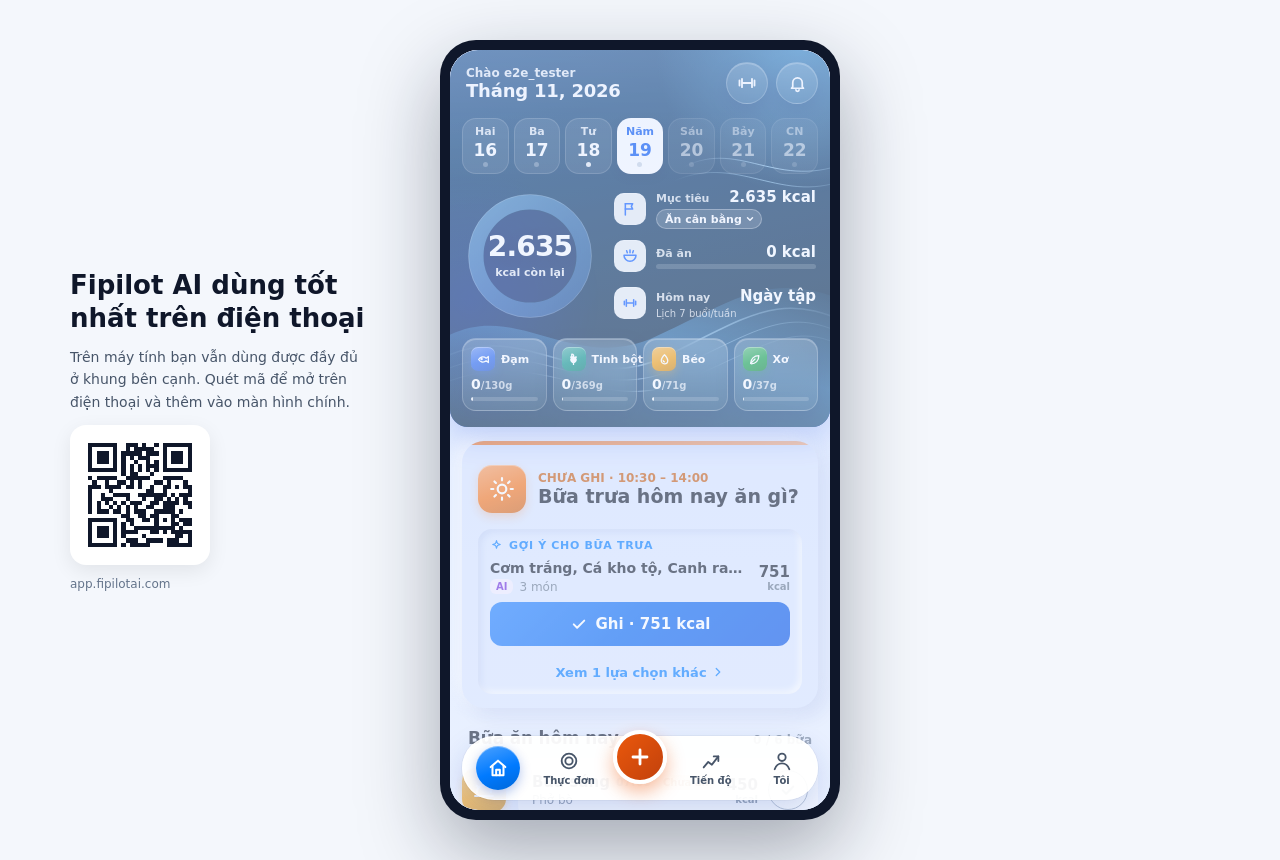 Fipilot AI dùng tốt
nhất trên điện thoại
Trên máy tính bạn vẫn dùng được đầy đủ
ở khung bên cạnh. Quét mã để mở trên
điện thoại và thêm vào màn hình chính.
app.fipilotai.com
Chào e2e_tester
Tháng 11, 2026
Hai Ba Tư Năm Sáu Bảy CN
16 17 18 19 20 21 22
2.635
kcal còn lại
Mục tiêu 2.635 kcal
Ăn cân bằng
Đã ăn 0 kcal
Hôm nay Ngày tập
Lịch 7 buổi/tuần
Đạm Tinh bột Béo Xơ
0/130g 0/369g 0/71g 0/37g
CHƯA GHI · 10:30 – 14:00
Bữa trưa hôm nay ăn gì?
GỢI Ý CHO BỮA TRƯA
Cơm trắng, Cá kho tộ, Canh ra… 751
AI 3 món kcal
Ghi · 751 kcal
Xem 1 lựa chọn khác
Bữa ăn hôm nay
Thực đơn Tiến độ Tôi
Phở bò kcal